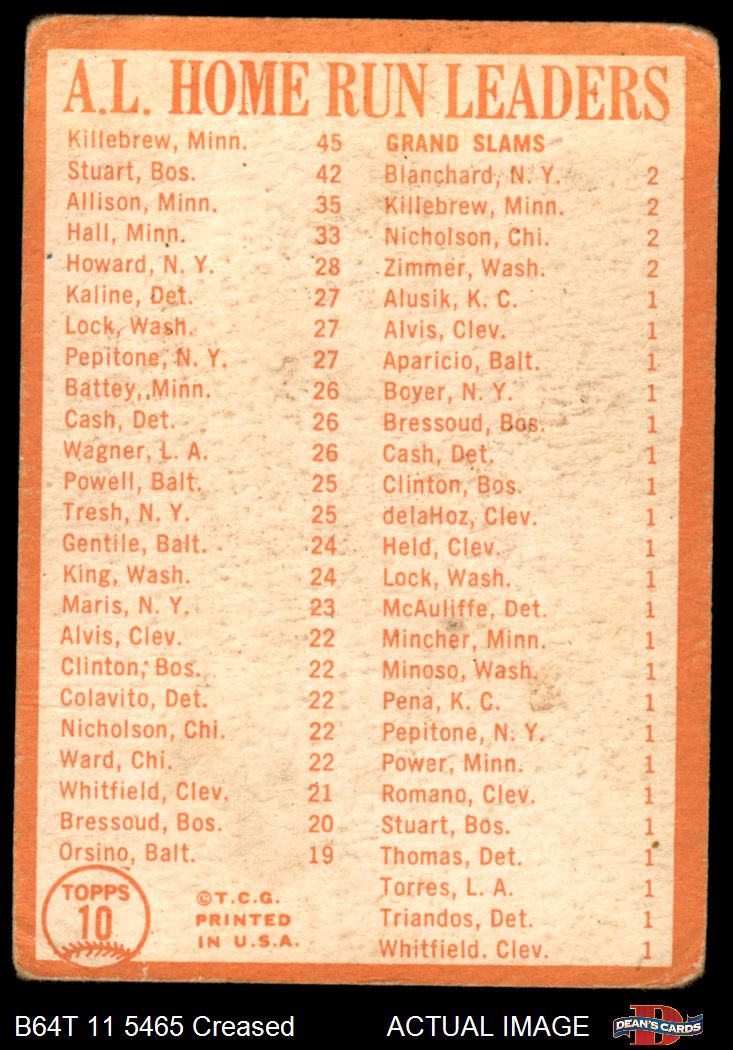 A.L. HOME RUN LEADERS
Killebrew, Minn. 45
Stuart, Bos. 42
Allison, Minn. 35
Hall, Minn. 33
Howard, N. Y. 28
Kaline, Det. 27
Lock, Wash. 27
Pepitone, N. Y. 27
Battey, Minn. 26
Cash, Det. 26
Wagner, L. A. 26
Powell, Balt. 25
Tresh, N. Y. 25
Gentile, Balt. 24
King, Wash. 24
Maris, N. Y. 23
Alvis, Clev. 22
Clinton, Bos. 22
Colavito, Det. 22
Nicholson, Chi. 22
Ward, Chi. 22
Whitfield, Clev. 21
Bressoud, Bos. 20
Orsino, Balt. 19
GRAND SLAMS
Blanchard, N. Y. 2
Killebrew, Minn. 2
Nicholson, Chi. 2
Zimmer, Wash. 2
Alusik, K. C. 1
Alvis, Clev. 1
Aparicio, Balt. 1
Boyer, N. Y. 1
Bressoud, Bos. 1
Cash, Det. 1
Clinton, Bos. 1
delaHoz, Clev. 1
Held, Clev. 1
Lock, Wash. 1
McAuliffe, Det. 1
Mincher, Minn. 1
Minoso, Wash. 1
Pena, K. C. 1
Pepitone, N. Y. 1
Power, Minn. 1
Romano, Clev. 1
Stuart, Bos. 1
Thomas, Det. 1
Torres, L. A. 1
Triandos, Det. 1
Whitfield. Clev. 1
TOPPS
10
©T.C.G.
PRINTED
IN U.S.A.
B64T 11 5465 Creased ACTUAL IMAGE
D
DEAN'S CARDS